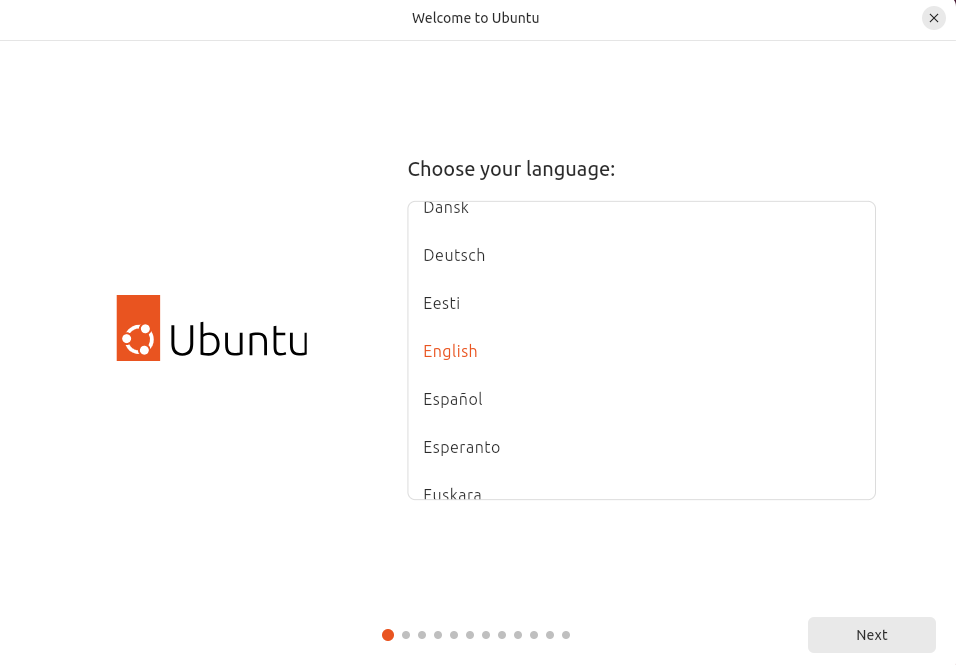 Welcome to Ubuntu
Choose your language:
Dansk
Deutsch
Eesti
English
Español
Esperanto
Euskara
Ubuntu
Next